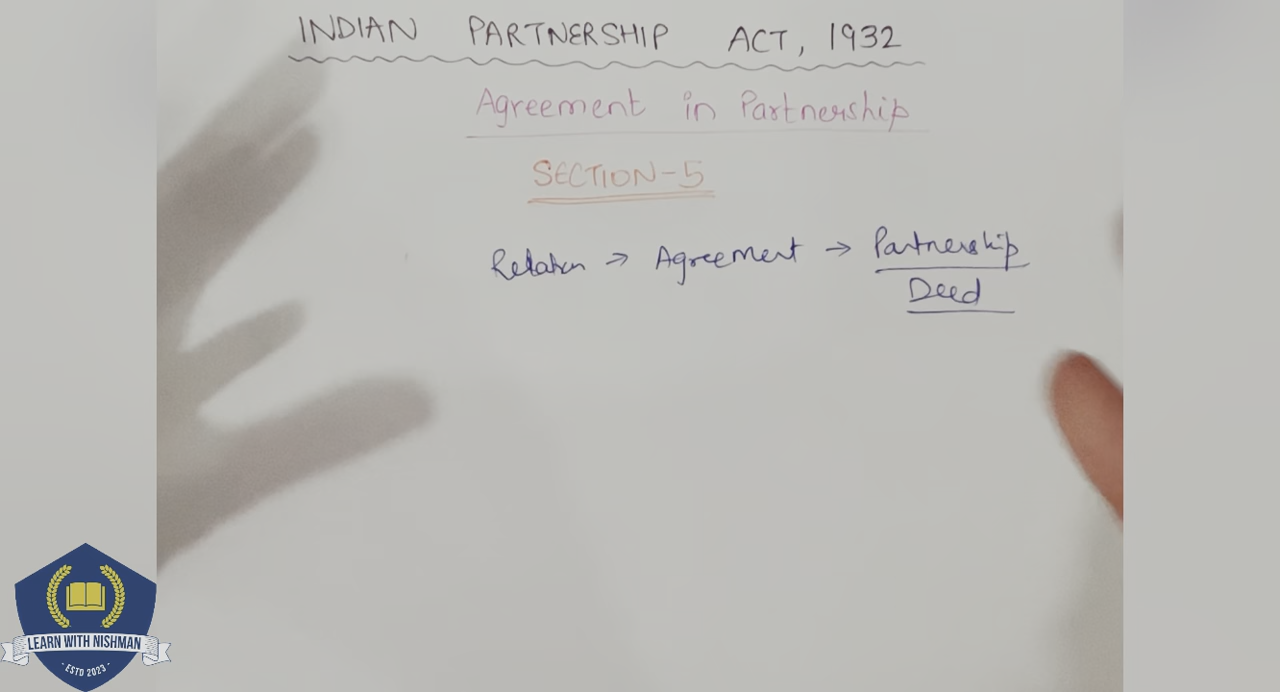 INDIAN PARTNERSHIP ACT, 1932
Agreement in Partnership
SECTION-5
Relation → Agreement → Partnership
Deed
LEARN WITH NISHMAN
- ESTD 2023 -